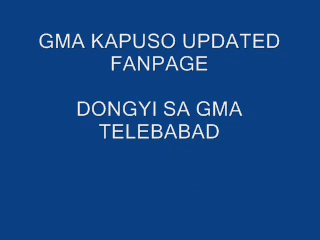 GMA KAPUSO UPDATED
FANPAGE
DONGYI SA GMA
TELEBABAD